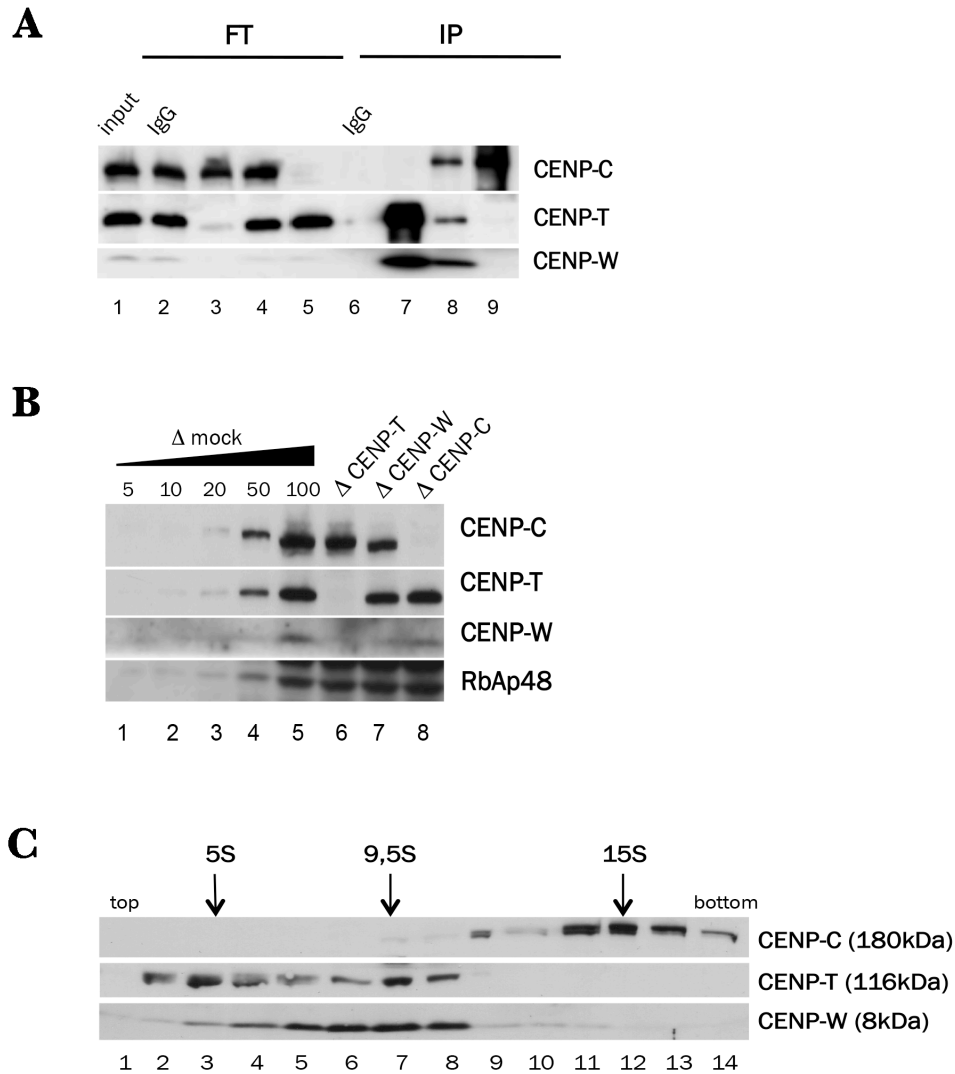 A
FT IP
input IgG IgG
CENP-C
CENP-T
CENP-W
1 2 3 4 5 6 7 8 9
B
Δ mock Δ CENP-T Δ CENP-W Δ CENP-C
5 10 20 50 100
CENP-C
CENP-T
CENP-W
RbAp48
1 2 3 4 5 6 7 8
C
5S 9,5S 15S
top bottom
CENP-C (180kDa)
CENP-T (116kDa)
CENP-W (8kDa)
1 2 3 4 5 6 7 8 9 10 11 12 13 14